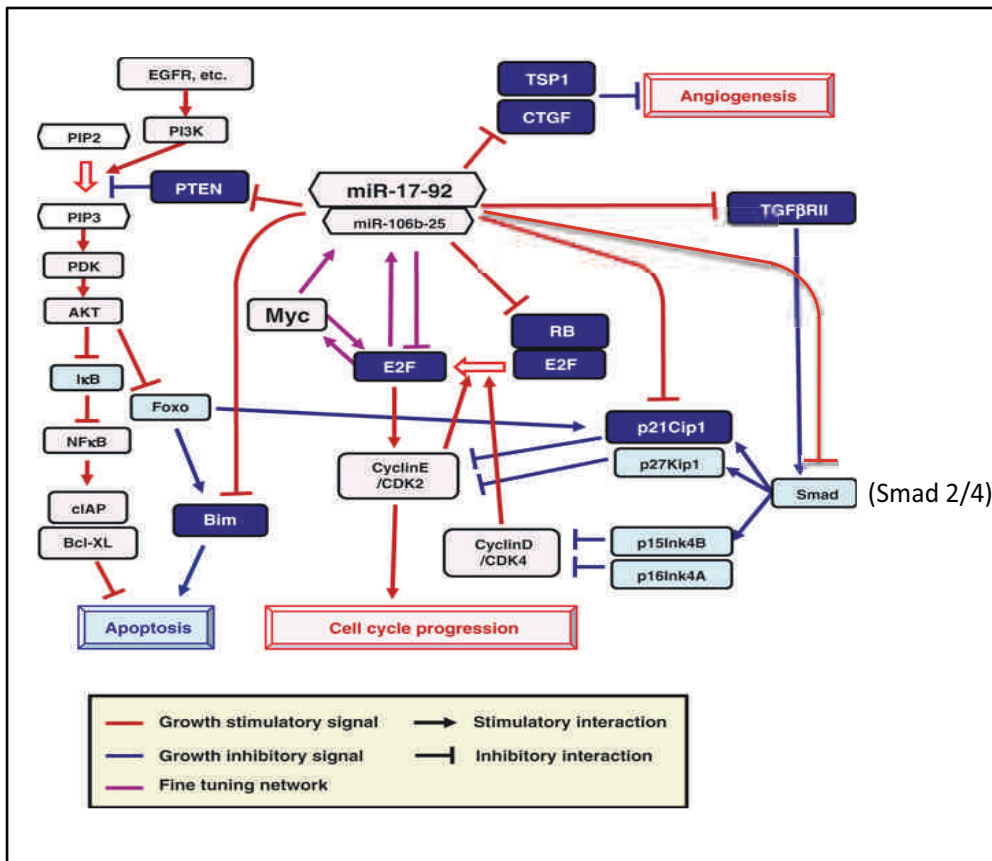 EGFR, etc.
PI3K
PIP2
PIP3
PDK
AKT
IκB
NFκB
cIAP
Bcl-XL
Foxo
Bim
Apoptosis
PTEN
miR-17-92
miR-106b-25
TSP1
CTGF
Angiogenesis
TGFβRII
Myc
E2F
RB
E2F
CyclinE
/CDK2
p21Cip1
p27Kip1
CyclinD
/CDK4
p15Ink4B
p16Ink4A
Smad
(Smad 2/4)
Cell cycle progression
Growth stimulatory signal
Growth inhibitory signal
Fine tuning network
Stimulatory interaction
Inhibitory interaction